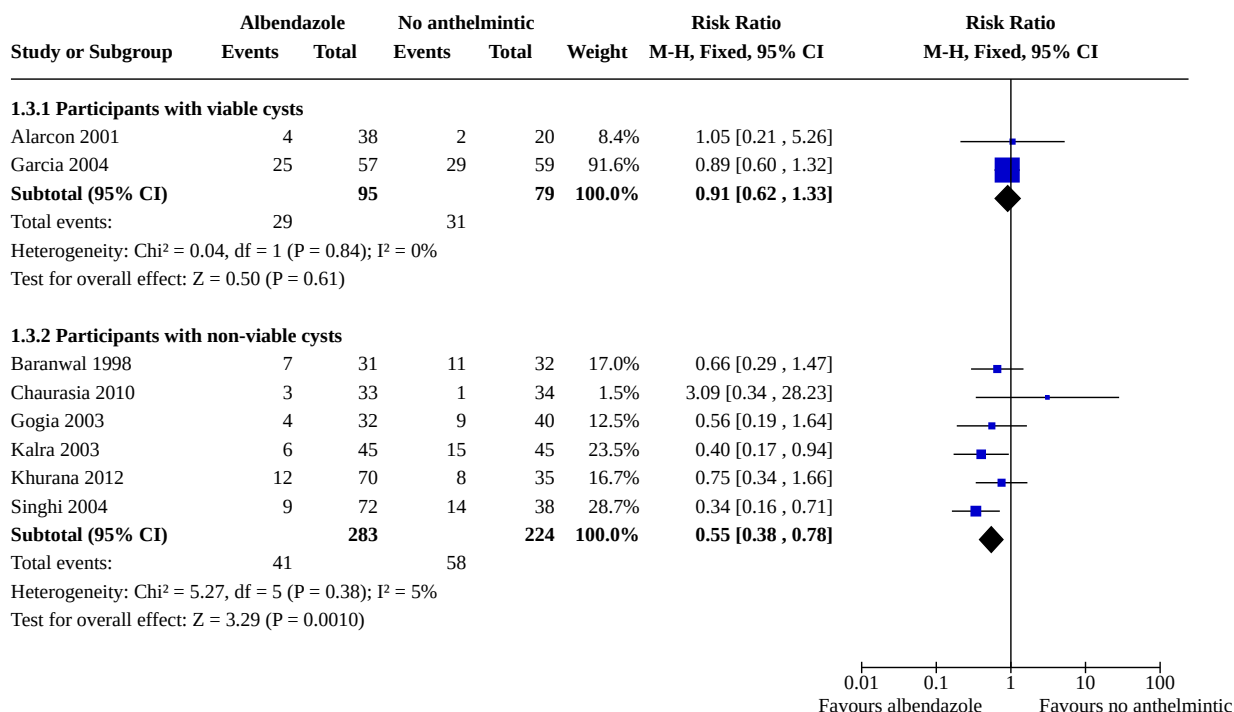 Albendazole No anthelmintic Risk Ratio Risk Ratio
Study or Subgroup Events Total Events Total Weight M-H, Fixed, 95% CI M-H, Fixed, 95% CI
1.3.1 Participants with viable cysts
Alarcon 2001 4 38 2 20 8.4% 1.05 [0.21 , 5.26]
Garcia 2004 25 57 29 59 91.6% 0.89 [0.60 , 1.32]
Subtotal (95% CI) 95 79 100.0% 0.91 [0.62 , 1.33]
Total events: 29 31
Heterogeneity: Chi² = 0.04, df = 1 (P = 0.84); I² = 0%
Test for overall effect: Z = 0.50 (P = 0.61)
1.3.2 Participants with non-viable cysts
Baranwal 1998 7 31 11 32 17.0% 0.66 [0.29 , 1.47]
Chaurasia 2010 3 33 1 34 1.5% 3.09 [0.34 , 28.23]
Gogia 2003 4 32 9 40 12.5% 0.56 [0.19 , 1.64]
Kalra 2003 6 45 15 45 23.5% 0.40 [0.17 , 0.94]
Khurana 2012 12 70 8 35 16.7% 0.75 [0.34 , 1.66]
Singhi 2004 9 72 14 38 28.7% 0.34 [0.16 , 0.71]
Subtotal (95% CI) 283 224 100.0% 0.55 [0.38 , 0.78]
Total events: 41 58
Heterogeneity: Chi² = 5.27, df = 5 (P = 0.38); I² = 5%
Test for overall effect: Z = 3.29 (P = 0.0010)
0.01 0.1 1 10 100
Favours albendazole Favours no anthelmintic